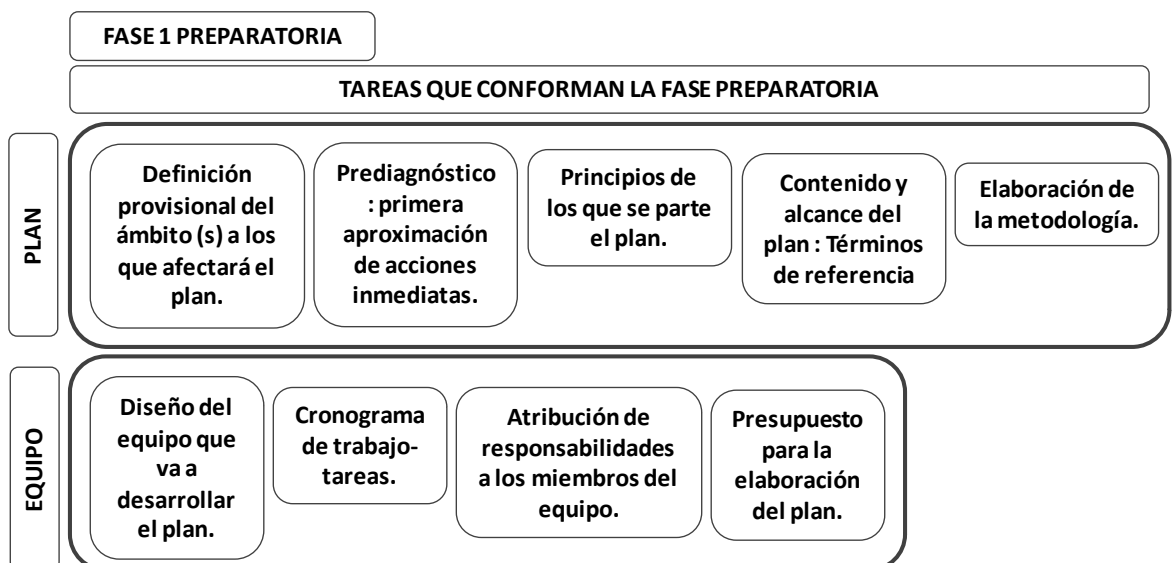 FASE 1 PREPARATORIA
TAREAS QUE CONFORMAN LA FASE PREPARATORIA
PLAN
Definición
provisional del
ámbito (s) a los
que afectará el
plan.
Prediagnóstico
: primera
aproximación
de acciones
inmediatas.
Principios de
los que se parte
el plan.
Contenido y
alcance del
plan : Términos
de referencia
Elaboración de
la metodología.
EQUIPO
Diseño del
equipo que
va a
desarrollar
el plan.
Cronograma
de trabajo-
tareas.
Atribución de
responsabilidades
a los miembros del
equipo.
Presupuesto
para la
elaboración
del plan.